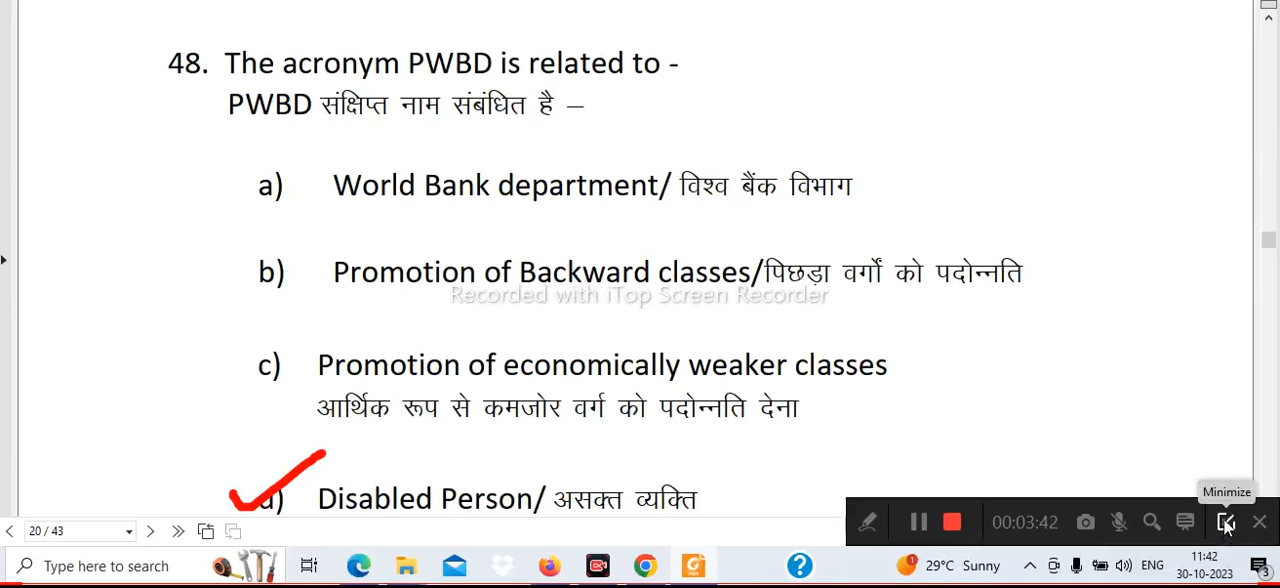 48. The acronym PWBD is related to -
PWBD संक्षिप्त नाम संबंधित है –
a) World Bank department/ विश्व बैंक विभाग
b) Promotion of Backward classes/पिछड़ा वर्गों को पदोन्नति
Recorded with iTop Screen Recorder
c) Promotion of economically weaker classes
आर्थिक रूप से कमजोर वर्ग को पदोन्नति देना
d) Disabled Person/ असक्त व्यक्ति
Minimize
00:03:42
20 / 43
Type here to search
29°C Sunny
ENG
11:42
30-10-2023
3